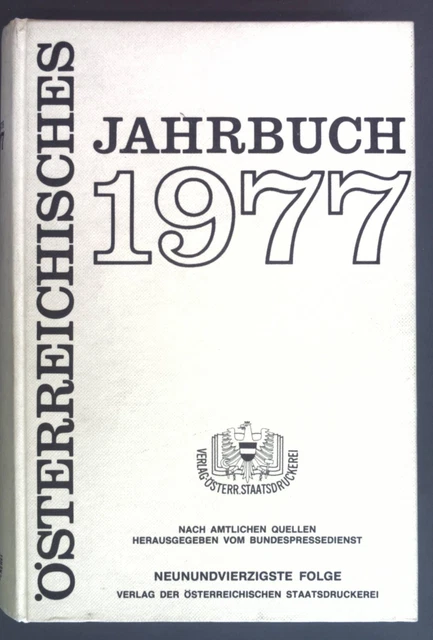 ÖSTERREICHISCHES
JAHRBUCH
1977
VERLAG·ÖSTERR.STAATSDRUCKEREI
NACH AMTLICHEN QUELLEN
HERAUSGEGEBEN VOM BUNDESPRESSEDIENST
NEUNUNDVIERZIGSTE FOLGE
VERLAG DER ÖSTERREICHISCHEN STAATSDRUCKEREI